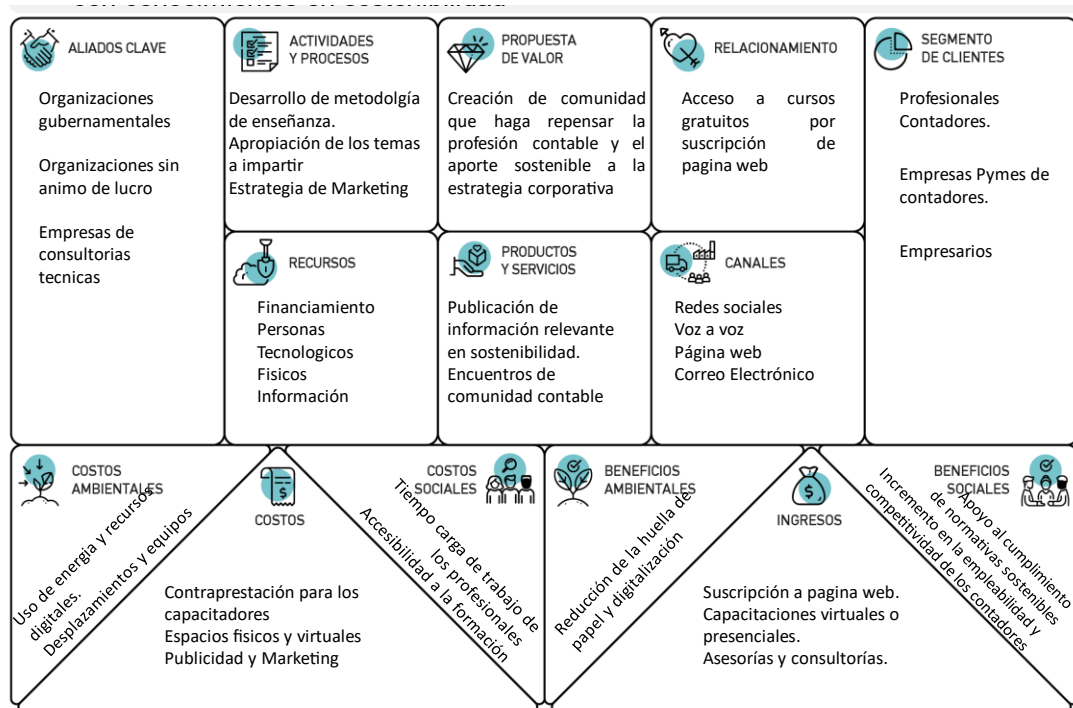 ALIADOS CLAVE
Organizaciones
gubernamentales
Organizaciones sin
animo de lucro
Empresas de
consultorias
tecnicas
ACTIVIDADES
Y PROCESOS
Desarrollo de metodolgía
de enseñanza.
Apropiación de los temas
a impartir
Estrategia de Marketing
RECURSOS
Financiamiento
Personas
Tecnologicos
Fisicos
Información
PROPUESTA
DE VALOR
Creación de comunidad
que haga repensar la
profesión contable y el
aporte sostenible a la
estrategia corporativa
PRODUCTOS
Y SERVICIOS
Publicación de
información relevante
en sostenibilidad.
Encuentros de
comunidad contable
RELACIONAMIENTO
Acceso a cursos
gratuitos por
suscripción de
pagina web
CANALES
Redes sociales
Voz a voz
Página web
Correo Electrónico
SEGMENTO
DE CLIENTES
Profesionales
Contadores.
Empresas Pymes de
contadores.
Empresarios
COSTOS
AMBIENTALES
Uso de energia y recursos
digitales.
Desplazamientos y equipos
COSTOS
Contraprestación para los
capacitadores
Espacios fisicos y virtuales
Publicidad y Marketing
COSTOS
SOCIALES
Tiempo carga de trabajo de
los profesionales
Accesibilidad a la formación
BENEFICIOS
AMBIENTALES
Reducción de la huella de
papel y digitalización
INGRESOS
Suscripción a pagina web.
Capacitaciones virtuales o
presenciales.
Asesorías y consultorías.
BENEFICIOS
SOCIALES
Apoyo al cumplimiento
de normativas sostenibles
Incremento en la empleabilidad y
competitividad de los contadores